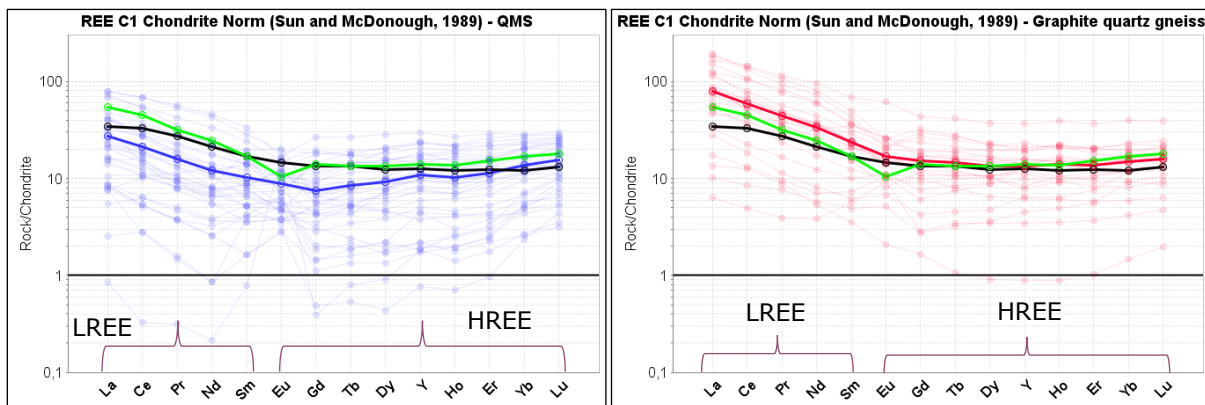 REE C1 Chondrite Norm (Sun and McDonough, 1989) - QMS
100
10
1
0,1
Rock/Chondrite
LREE
HREE
La Ce Pr Nd Sm Eu Gd Tb Dy Y Ho Er Yb Lu
REE C1 Chondrite Norm (Sun and McDonough, 1989) - Graphite quartz gneiss
100
10
1
0,1
Rock/Chondrite
LREE
HREE
La Ce Pr Nd Sm Eu Gd Tb Dy Y Ho Er Yb Lu